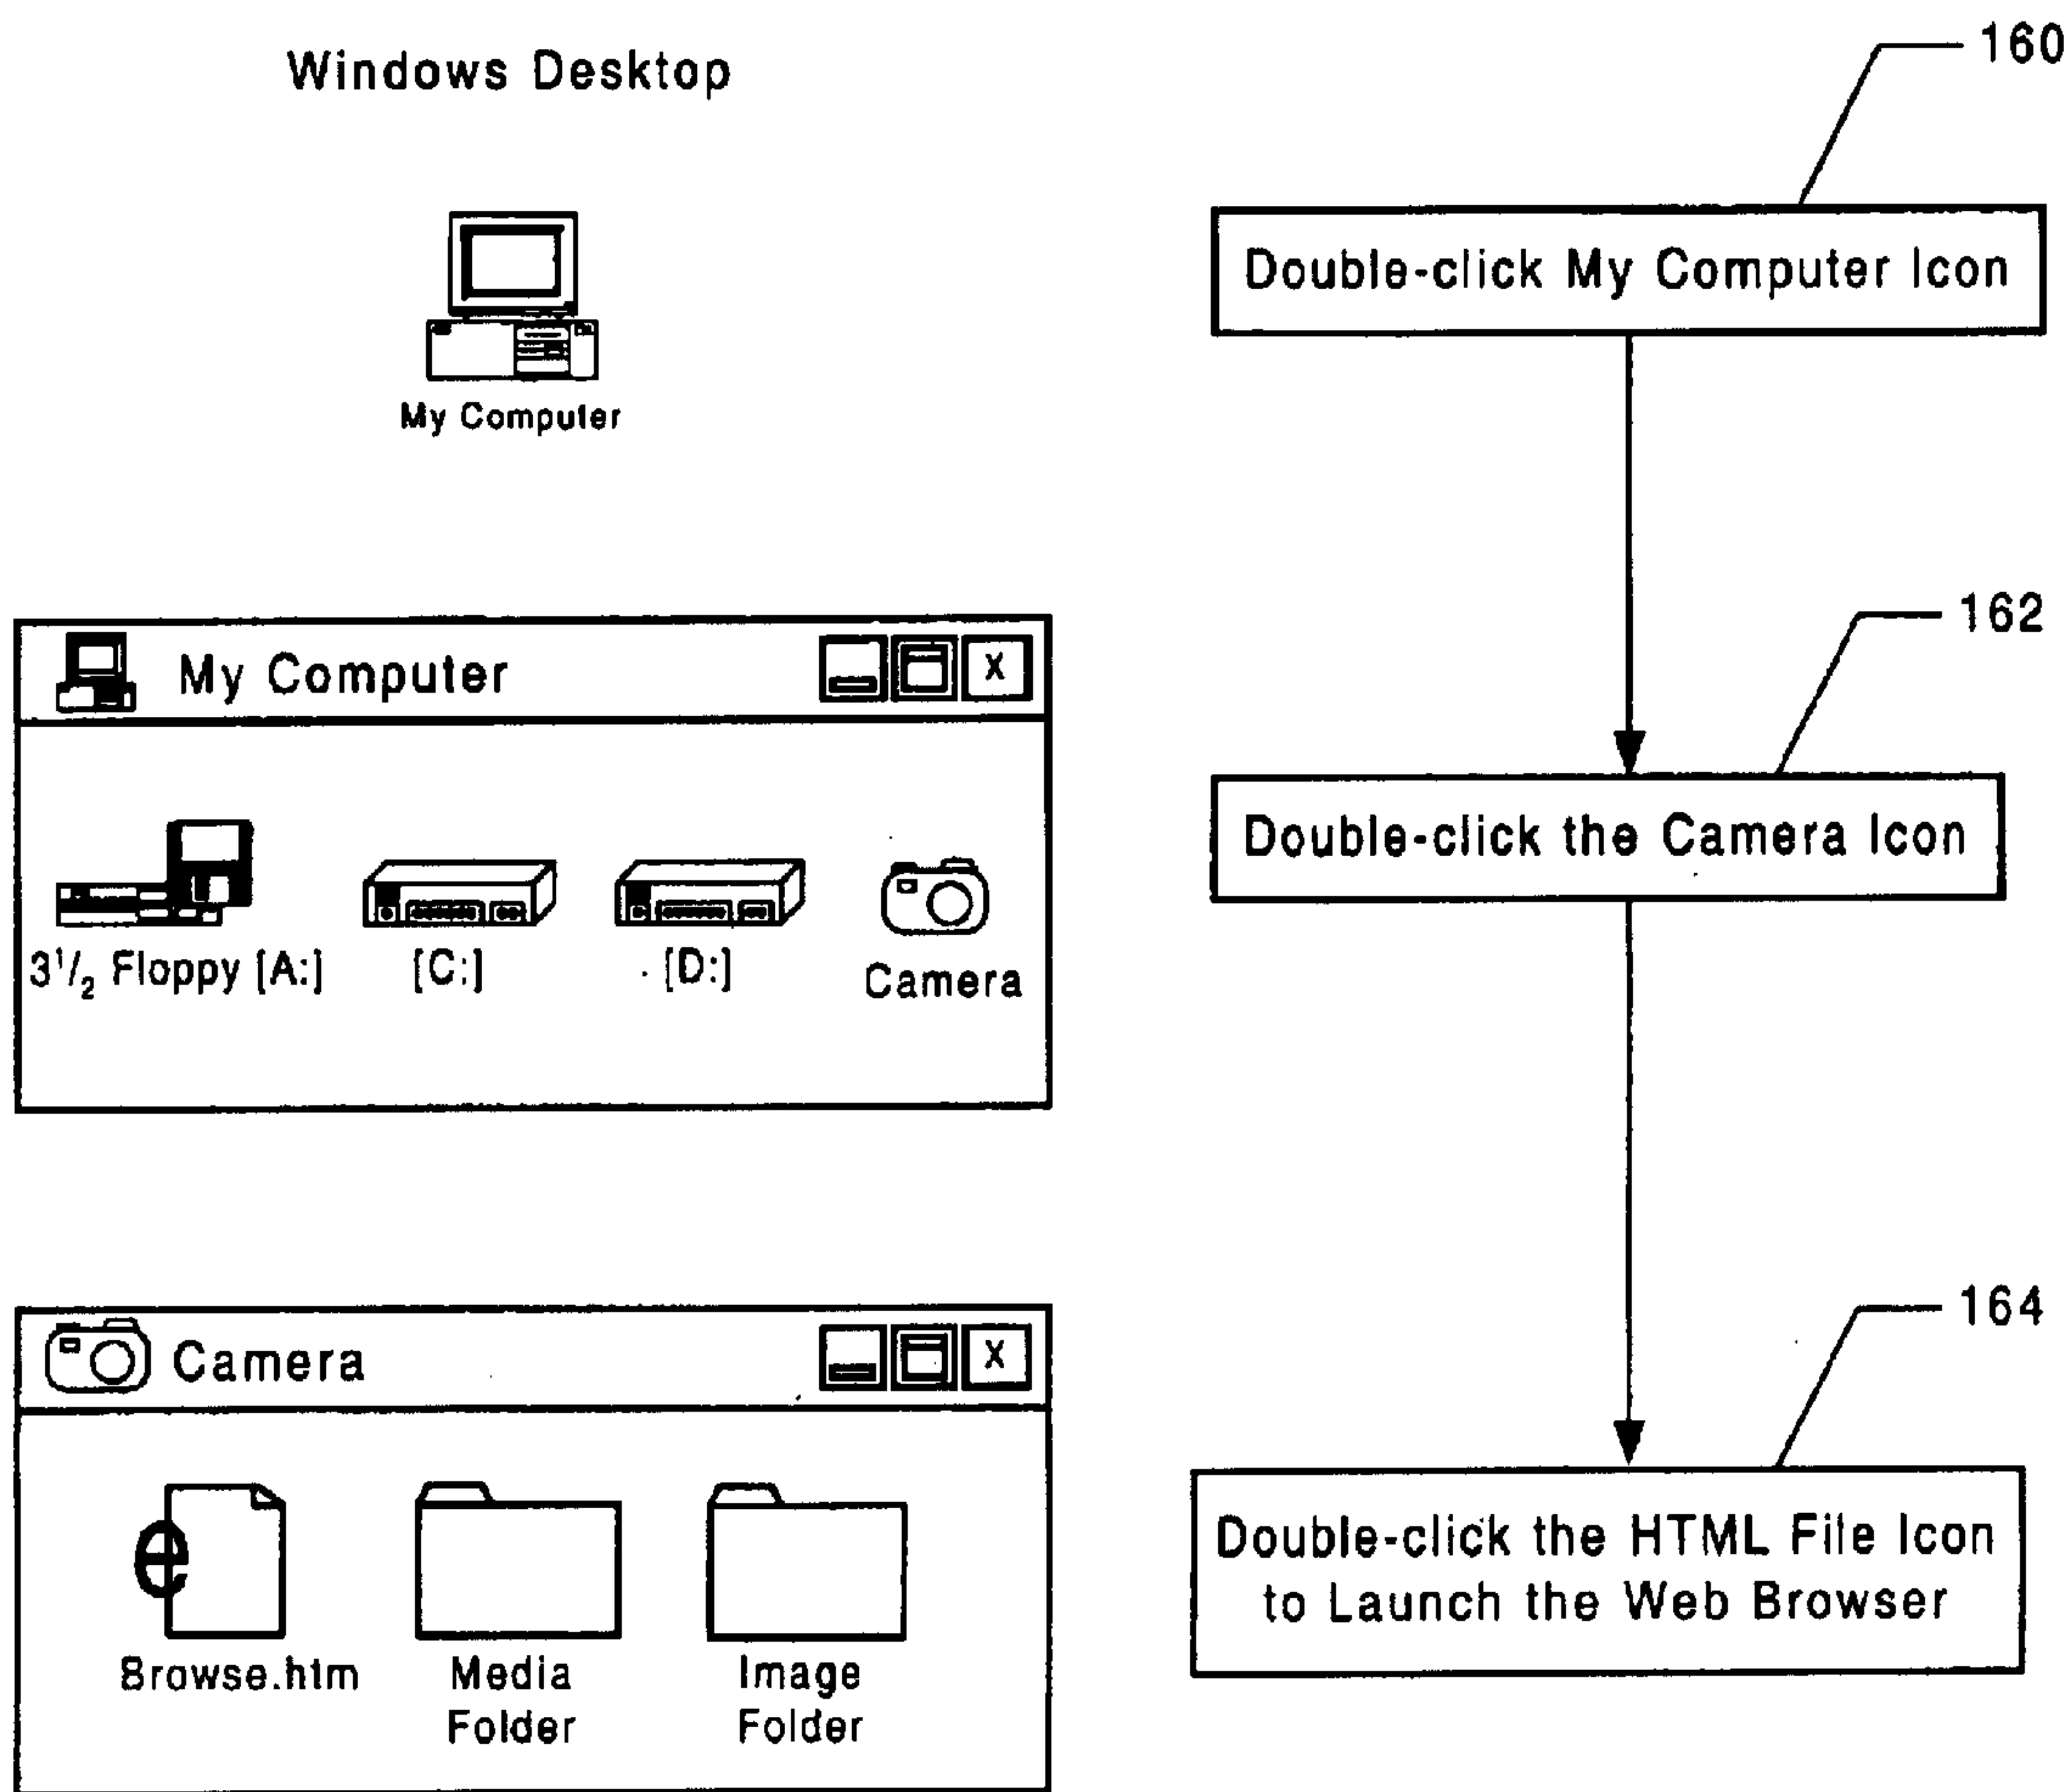 Windows Desktop
160
Double-click My Computer Icon
My Computer
162
My Computer
X
Double-click the Camera Icon
3½ Floppy [A:]
[C:]
[D:]
Camera
164
Camera
X
Double-click the HTML File Icon
to Launch the Web Browser
e
Browse.htm
Media
Folder
Image
Folder